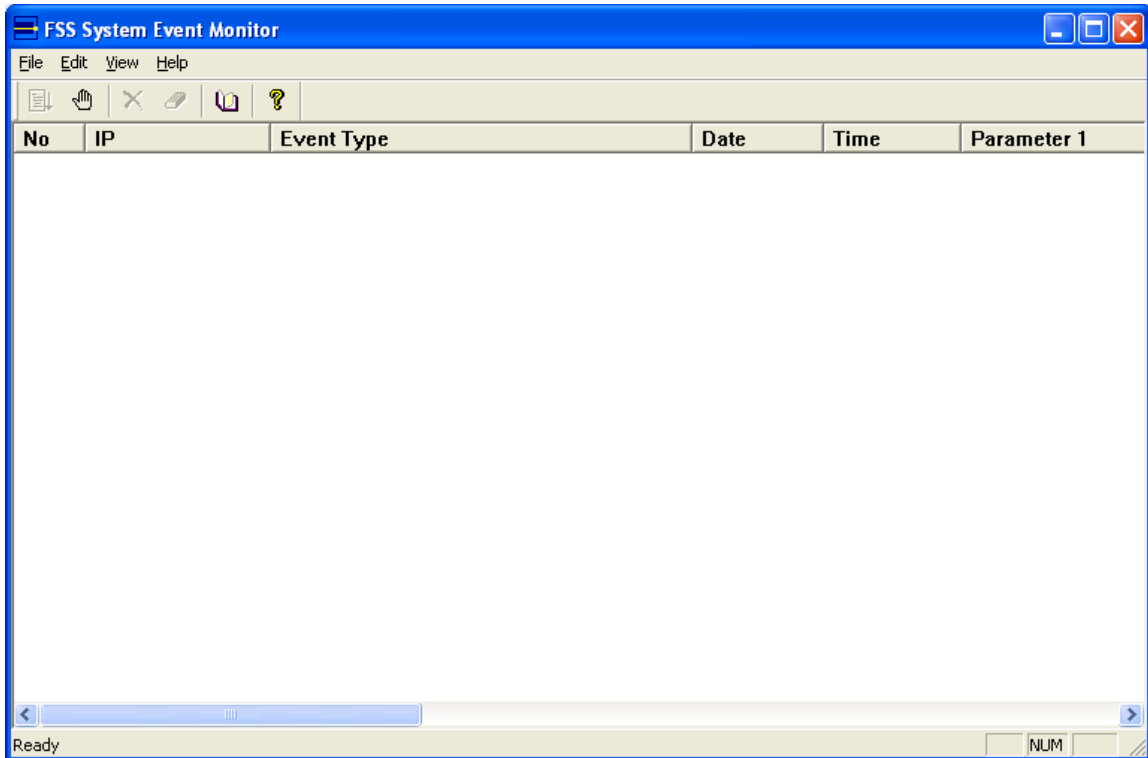 FSS System Event Monitor
File Edit View Help
No IP Event Type Date Time Parameter 1
Ready NUM